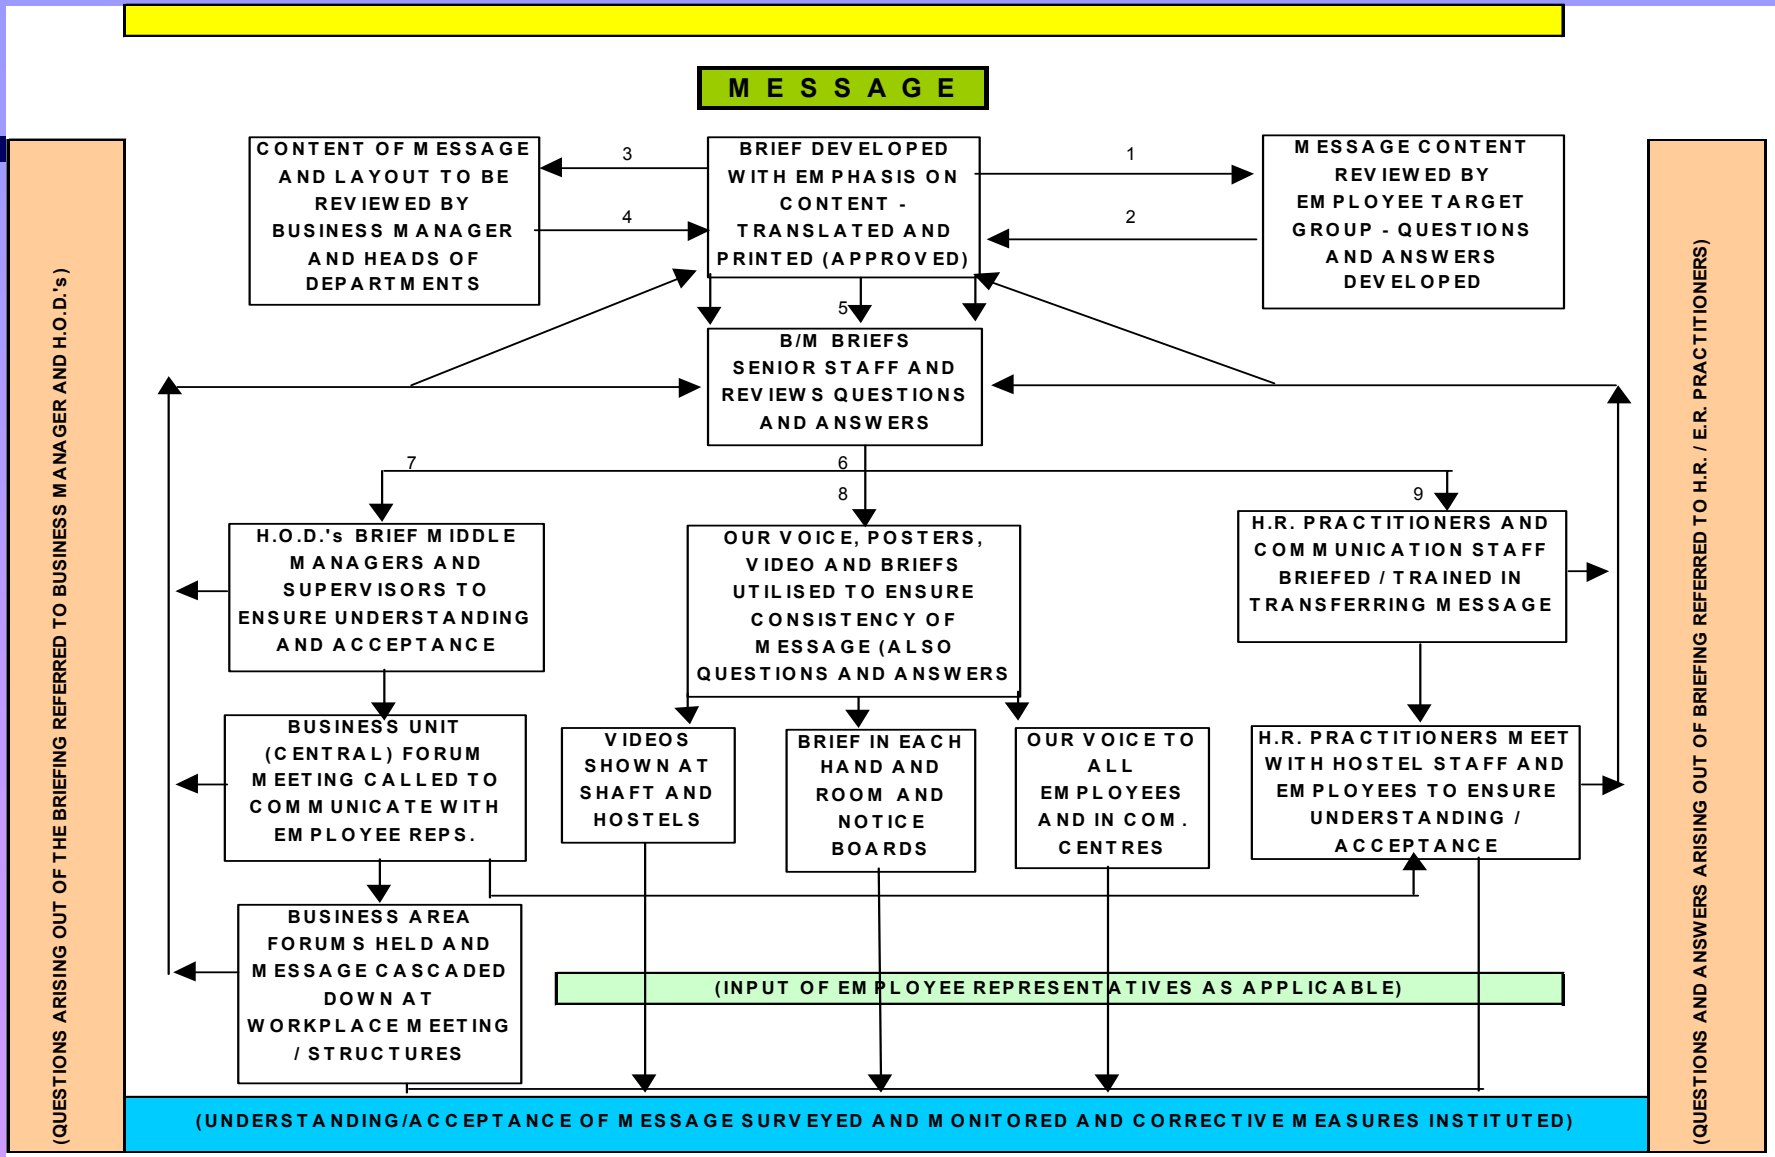 MESSAGE
CONTENT OF MESSAGE
AND LAYOUT TO BE
REVIEWED BY
BUSINESS MANAGER
AND HEADS OF
DEPARTMENTS
3
4
BRIEF DEVELOPED
WITH EMPHASIS ON
CONTENT -
TRANSLATED AND
PRINTED (APPROVED)
1
2
MESSAGE CONTENT
REVIEWED BY
EMPLOYEE TARGET
GROUP - QUESTIONS
AND ANSWERS
DEVELOPED
5
B/M BRIEFS
SENIOR STAFF AND
REVIEWS QUESTIONS
AND ANSWERS
7
6
8
9
H.O.D.'s BRIEF MIDDLE
MANAGERS AND
SUPERVISORS TO
ENSURE UNDERSTANDING
AND ACCEPTANCE
OUR VOICE, POSTERS,
VIDEO AND BRIEFS
UTILISED TO ENSURE
CONSISTENCY OF
MESSAGE (ALSO
QUESTIONS AND ANSWERS
H.R. PRACTITIONERS AND
COMMUNICATION STAFF
BRIEFED / TRAINED IN
TRANSFERRING MESSAGE
BUSINESS UNIT
(CENTRAL) FORUM
MEETING CALLED TO
COMMUNICATE WITH
EMPLOYEE REPS.
VIDEOS
SHOWN AT
SHAFT AND
HOSTELS
BRIEF IN EACH
HAND AND
ROOM AND
NOTICE
BOARDS
OUR VOICE TO
ALL
EMPLOYEES
AND IN COM.
CENTRES
H.R. PRACTITIONERS MEET
WITH HOSTEL STAFF AND
EMPLOYEES TO ENSURE
UNDERSTANDING /
ACCEPTANCE
BUSINESS AREA
FORUMS HELD AND
MESSAGE CASCADED
DOWN AT
WORKPLACE MEETING
/ STRUCTURES
(INPUT OF EMPLOYEE REPRESENTATIVES AS APPLICABLE)
(UNDERSTANDING/ACCEPTANCE OF MESSAGE SURVEYED AND MONITORED AND CORRECTIVE MEASURES INSTITUTED)
(QUESTIONS ARISING OUT OF THE BRIEFING REFERRED TO BUSINESS MANAGER AND H.O.D.'s)
(QUESTIONS AND ANSWERS ARISING OUT OF BRIEFING REFERRED TO H.R. / E.R. PRACTITIONERS)